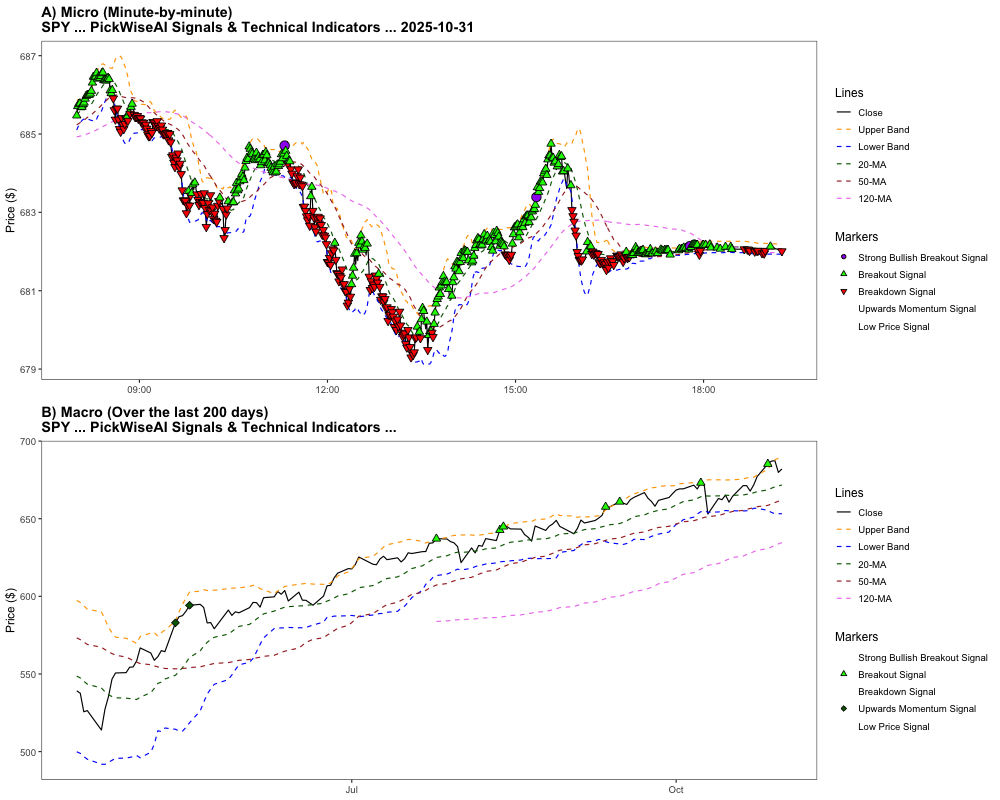 A) Micro (Minute-by-minute)
SPY ... PickWiseAI Signals & Technical Indicators ... 2025-10-31
Price ($)
687
685
683
681
679
09:00
12:00
15:00
18:00
Lines
Close
Upper Band
Lower Band
20-MA
50-MA
120-MA
Markers
Strong Bullish Breakout Signal
Breakout Signal
Breakdown Signal
Upwards Momentum Signal
Low Price Signal
B) Macro (Over the last 200 days)
SPY ... PickWiseAI Signals & Technical Indicators ...
Price ($)
700
650
600
550
500
Jul
Oct
Lines
Close
Upper Band
Lower Band
20-MA
50-MA
120-MA
Markers
Strong Bullish Breakout Signal
Breakout Signal
Breakdown Signal
Upwards Momentum Signal
Low Price Signal